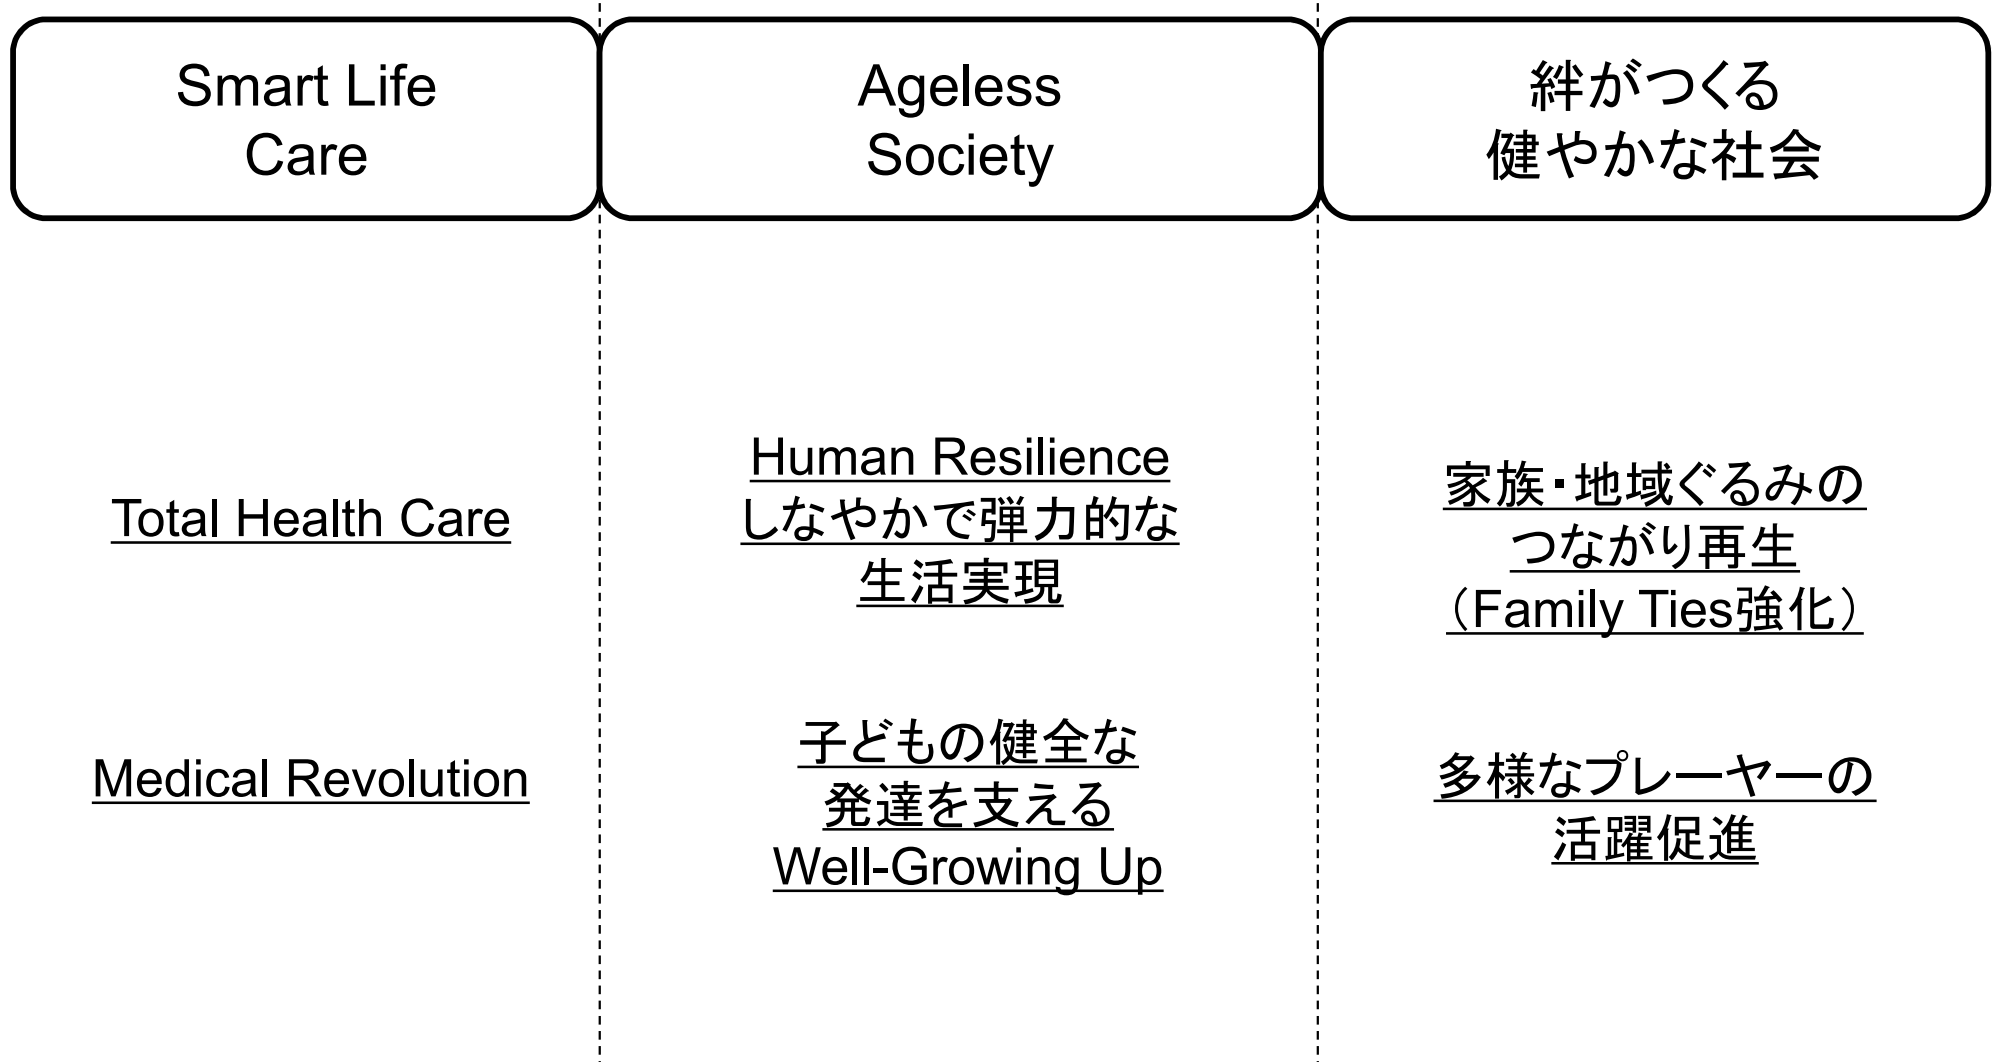 Smart Life
Care
Ageless
Society
絆がつくる
健やかな社会
Total Health Care
Medical Revolution
Human Resilience
しなやかで弾力的な
生活実現
子どもの健全な
発達を支える
Well-Growing Up
家族・地域ぐるみの
つながり再生
（Family Ties強化）
多様なプレーヤーの
活躍促進